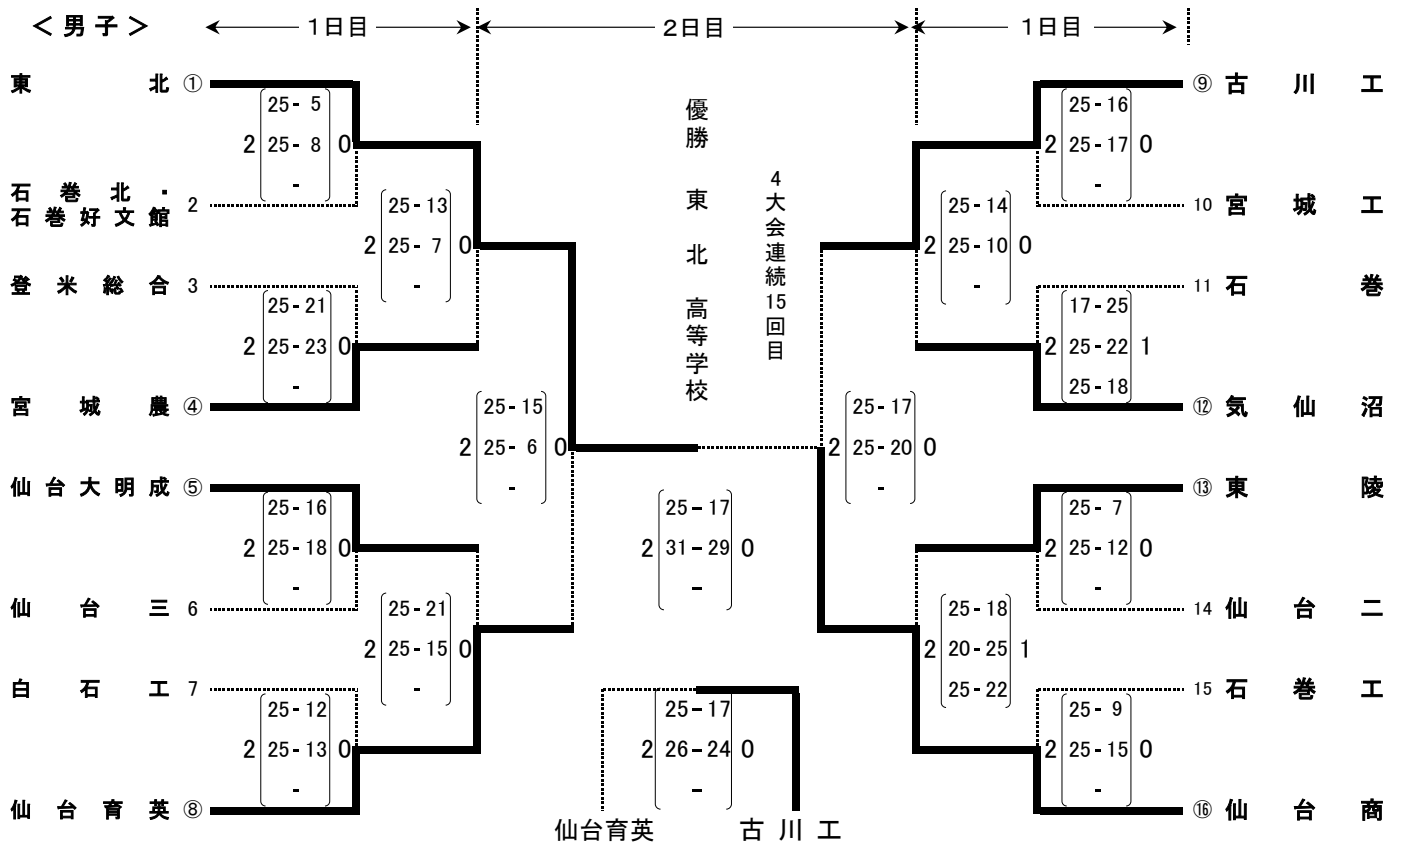 ＜ 男 子 ＞
1日目
2日目
1日目
東 北 ①
25- 5
2 25- 8 0
-
石 巻 北 ・
石 巻 好 文 館 2
25-13
2 25- 7 0
-
登 米 総 合 3
25-21
2 25-23 0
-
宮 城 農 ④
25-15
2 25- 6 0
-
仙 台 大 明 成 ⑤
25-16
2 25-18 0
-
仙 台 三 6
25-21
2 25-15 0
-
白 石 工 7
25-12
2 25-13 0
-
仙 台 育 英 ⑧
優勝 東 北 高等学校
4大会連続15回目
25-17
2 31-29 0
-
25-17
2 26-24 0
-
仙台育英
古 川 工
⑨ 古 川 工
25-16
2 25-17 0
-
10 宮 城 工
25-14
2 25-10 0
-
11 石 巻
17-25
2 25-22 1
25-18
⑫ 気 仙 沼
25-17
2 25-20 0
-
⑬ 東 陵
25- 7
2 25-12 0
-
14 仙 台 二
25-18
2 20-25 1
25-22
15 石 巻 工
25- 9
2 25-15 0
-
⑯ 仙 台 商